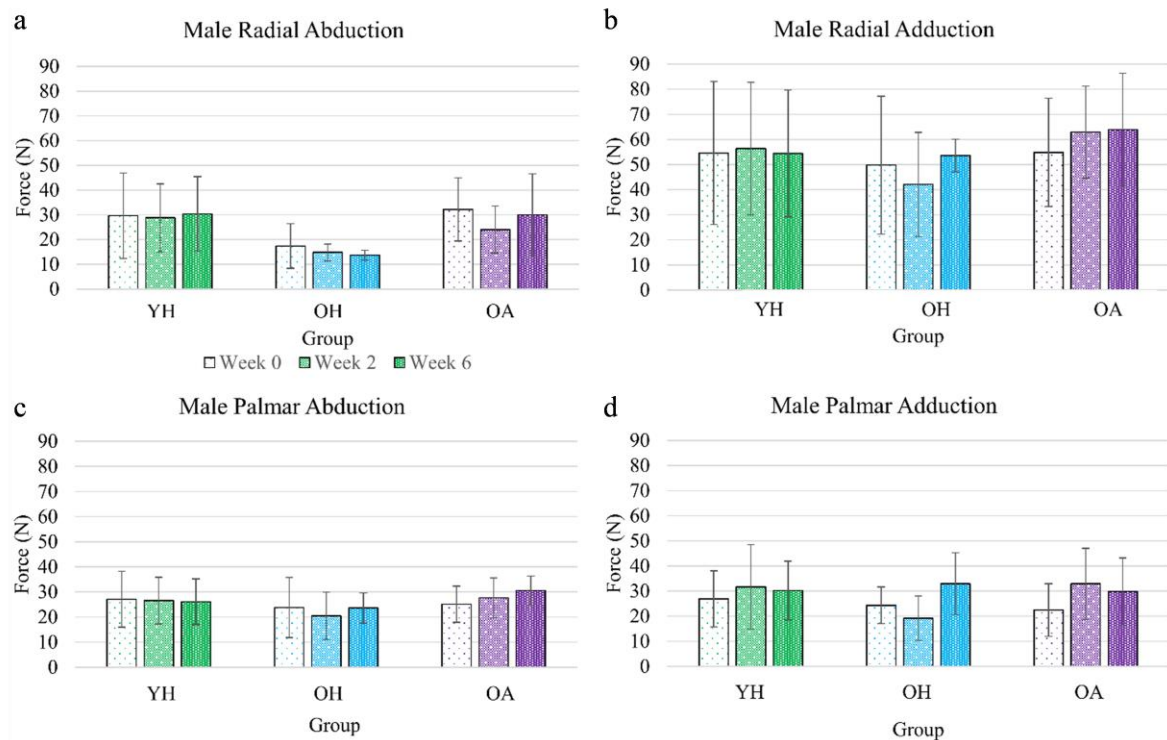 a
Male Radial Abduction
Force (N)
90
80
70
60
50
40
30
20
10
0
YH OH OA
Group
Week 0 Week 2 Week 6
b
Male Radial Adduction
Force (N)
90
80
70
60
50
40
30
20
10
0
YH OH OA
Group
c
Male Palmar Abduction
Force (N)
90
80
70
60
50
40
30
20
10
0
YH OH OA
Group
d
Male Palmar Adduction
Force (N)
90
80
70
60
50
40
30
20
10
0
YH OH OA
Group